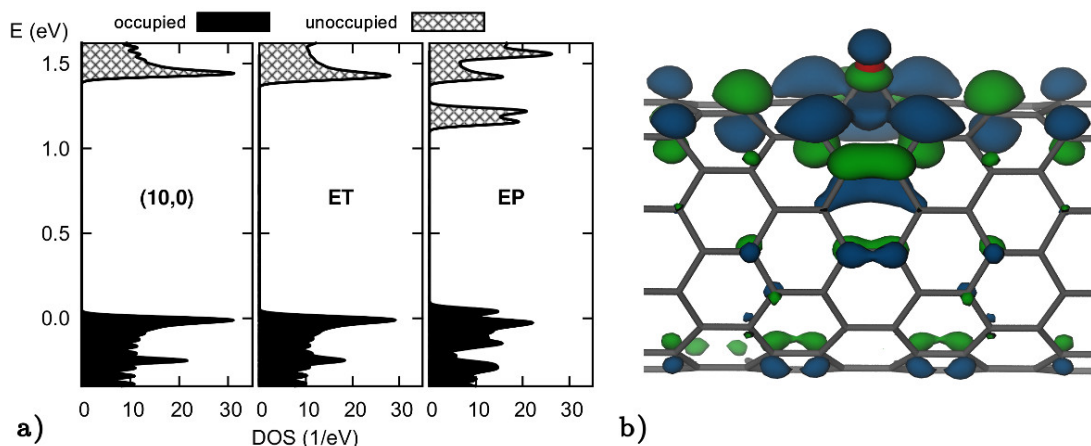 occupied unoccupied
E (eV)
1.5
1.0
0.5
0.0
(10,0) ET EP
0 10 20 30 0 10 20 30 0 10 20 30
DOS (1/eV)
a) b)